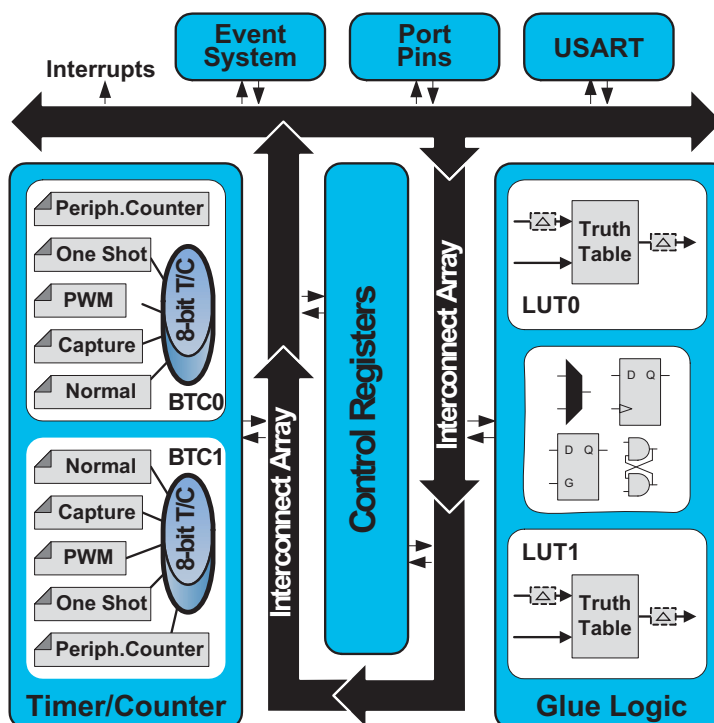 Event
System
Port
Pins
USART
Interrupts
Periph.Counter
One Shot
PWM
Capture
Normal
8-bit T/C
BTC0
Normal
BTC1
Capture
PWM
One Shot
Periph.Counter
8-bit T/C
Timer/Counter
Interconnect Array
Control Registers
Interconnect Array
Truth
Table
LUT0
D Q
D Q
G
LUT1
Truth
Table
Glue Logic